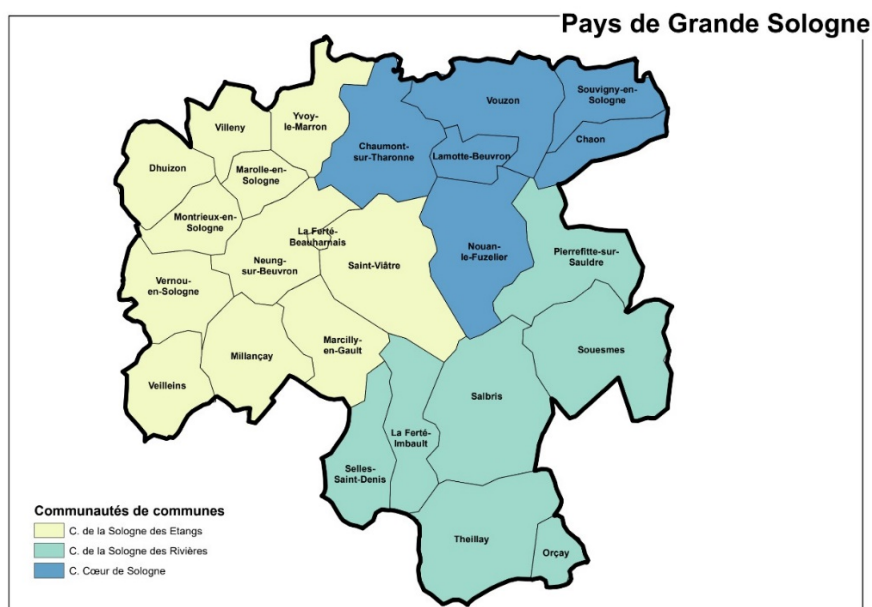 Pays de Grande Sologne
Souvigny-en-
Sologne
Vouzon
Yvoy-
le-Marron
Villeny
Chaumont-
sur-Tharonne
Lamotte-Beuvron
Chaon
Dhuizon
Marolle-en-
Sologne
Montrieux-en-
Sologne
La Ferté-
Beauharnais
Neung-
sur-Beuvron
Saint-Viâtre
Nouan-
le-Fuzelier
Pierrefitte-sur-
Sauldre
Vernou-
en-Sologne
Marcilly-
en-Gault
Millançay
Veilleins
Souesmes
Salbris
La Ferté-
Imbault
Selles-
Saint-Denis
Theillay
Orçay
Communautés de communes
C. de la Sologne des Etangs
C. de la Sologne des Rivières
C. Cœur de Sologne